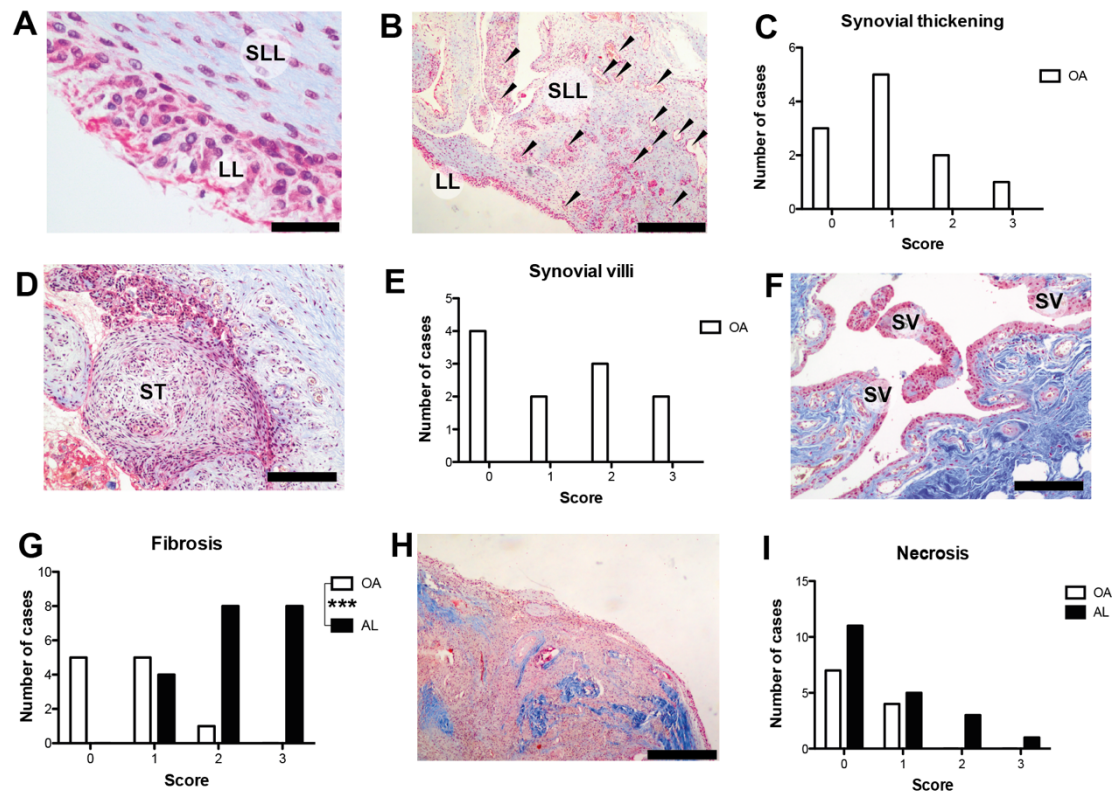 A
SLL
LL
B
SLL
LL
C
Synovial thickening
Number of cases
6
4
2
0
0 1 2 3
Score
OA
D
ST
E
Synovial villi
Number of cases
5
4
3
2
1
0
0 1 2 3
Score
OA
F
SV
SV
SV
G
Fibrosis
Number of cases
10
8
6
4
2
0
0 1 2 3
Score
OA
***
AL
H
I
Necrosis
Number of cases
15
10
5
0
0 1 2 3
Score
OA
AL